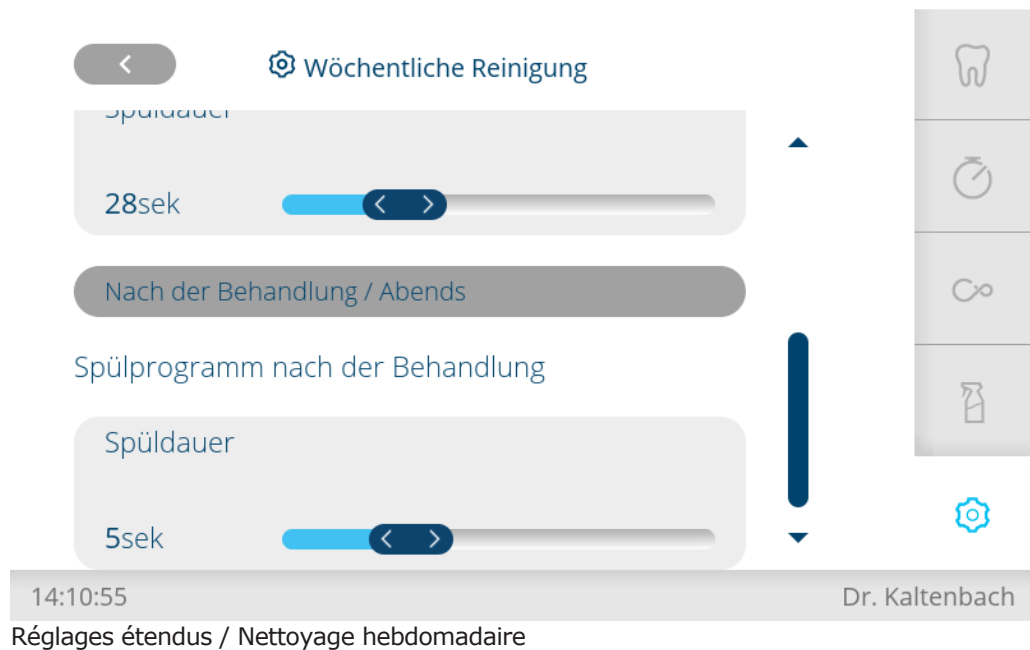 Wöchentliche Reinigung
Spüldauer
28sek
Nach der Behandlung / Abends
Spülprogramm nach der Behandlung
Spüldauer
5sek
14:10:55
Dr. Kaltenbach
Réglages étendus / Nettoyage hebdomadaire